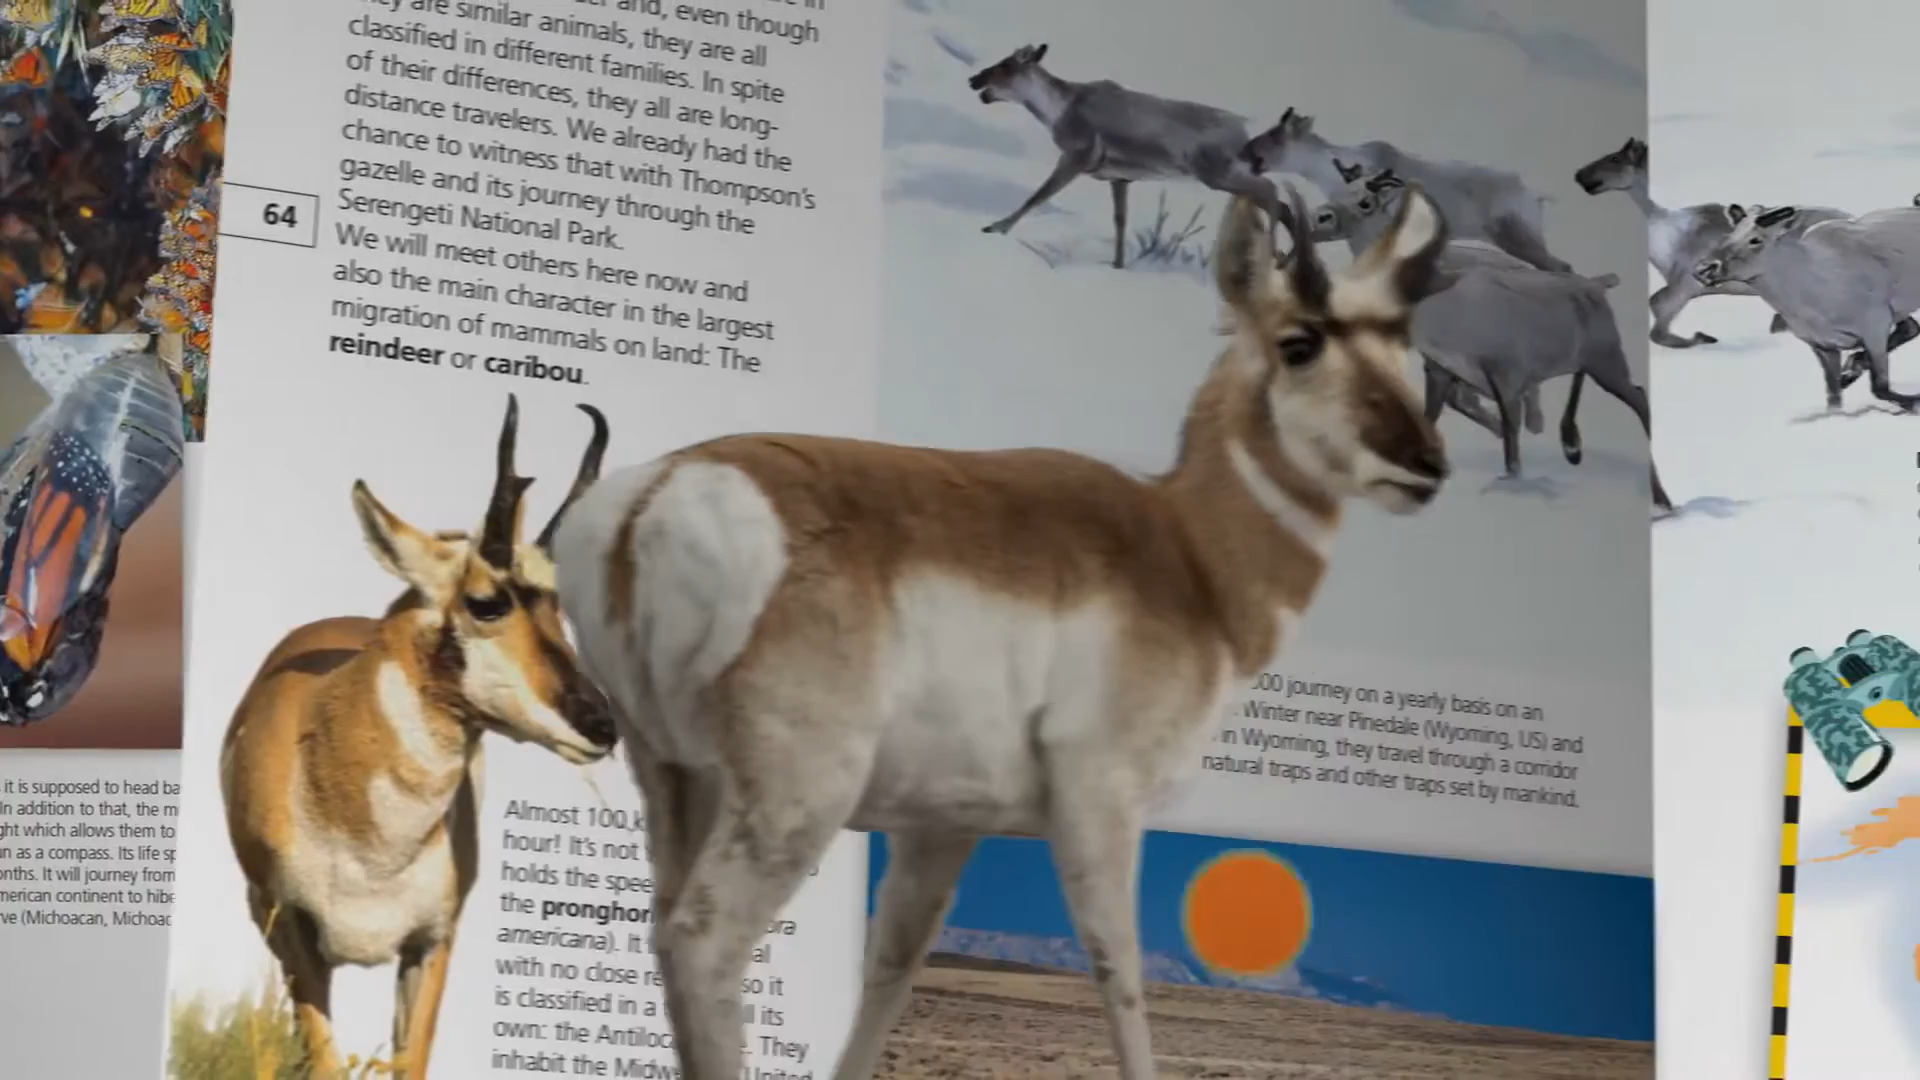 and, even though
they are similar animals, they are all
classified in different families. In spite
of their differences, they all are long-
distance travelers. We already had the
chance to witness that with Thompson's
gazelle and its journey through the
Serengeti National Park.
We will meet others here now and
also the main character in the largest
migration of mammals on land: The
reindeer or caribou.
64
it is supposed to head ba
In addition to that, the m
ght which allows them to
un as a compass. Its life sp
onths. It will journey from
merican continent to hibe
ve (Michoacan, Michoac
Almost 100 k
hour! It's not
holds the spee
the pronghor
americana). It
with no close re so it
is classified in a ll its
own: the Antiloc They
inhabit the Midw United
00 journey on a yearly basis on an
. Winter near Pinedale (Wyoming, US) and
in Wyoming, they travel through a corridor
natural traps and other traps set by mankind.